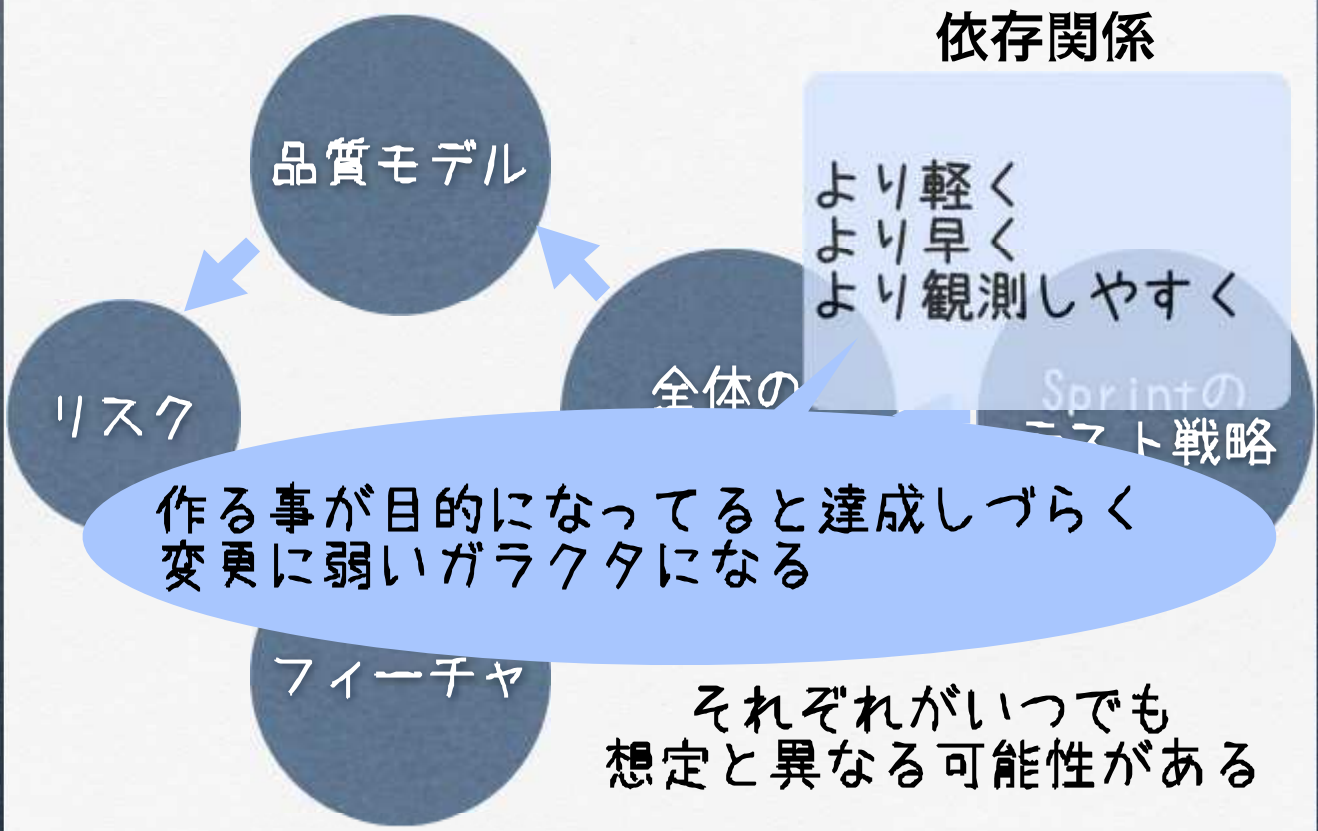 依存関係
品質モデル
より軽く
より早く
より観測しやすく
リスク
全体の
Sprintの
テスト戦略
作る事が目的になってると達成しづらく
変更に弱いガラクタになる
フィーチャ
それぞれがいつでも
想定と異なる可能性がある